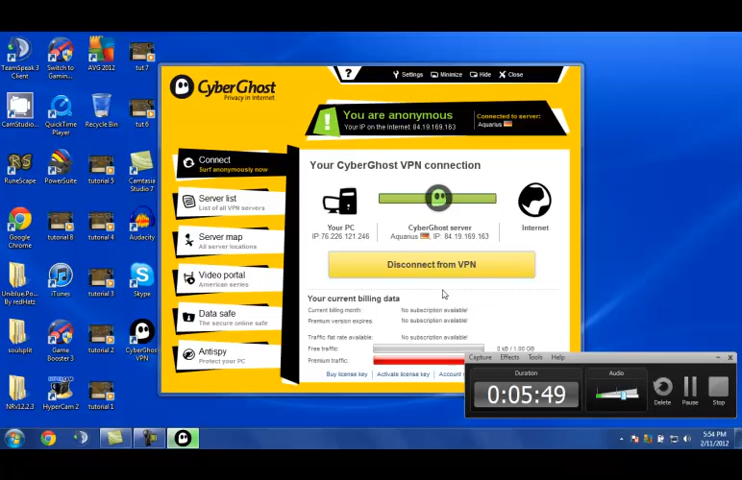 TeamSpeak 3
Client
Switch to
Gamin...
AVG 2012
tut 7
CamStudio...
QuickTime
Player
Recycle Bin
tut 6
RuneScape
PowerSuite
tutorial 5
Camtasia
Studio 7
Google
Chrome
tutorial 8
tutorial 4
Audacity
Uniblue.Po...
By redHatz
iTunes
tutorial 3
Skype
soulsplit
Game
Booster 3
tutorial 2
CyberGhost
VPN
NRv12.2.3
HyperCam 2
tutorial 1
CyberGhost
Privacy in Internet
?
Settings
Minimize
Hide
Close
You are anonymous
Your IP on the Internet: 84.19.169.163
Connected to server:
Aquarius
Connect
Surf anonymously now
Server list
List of all VPN servers
Server map
All server locations
Video portal
American series
Data safe
The secure online safe
Antispy
Protect your PC
Your CyberGhost VPN connection
Your PC
IP: 76.226.121.246
CyberGhost server
Aquarius IP: 84.19.169.163
Internet
Disconnect from VPN
Your current billing data
Current billing month: No subscription available!
Premium version expires: No subscription available!
Traffic flat rate available: No subscription available!
Free traffic: 0 kB / 1.00 GB
Premium traffic:
Buy license key
Activate license key
Account
Capture Effects Tools Help
Duration
0:05:49
Audio
Delete
Pause
Stop
5:54 PM
2/11/2012